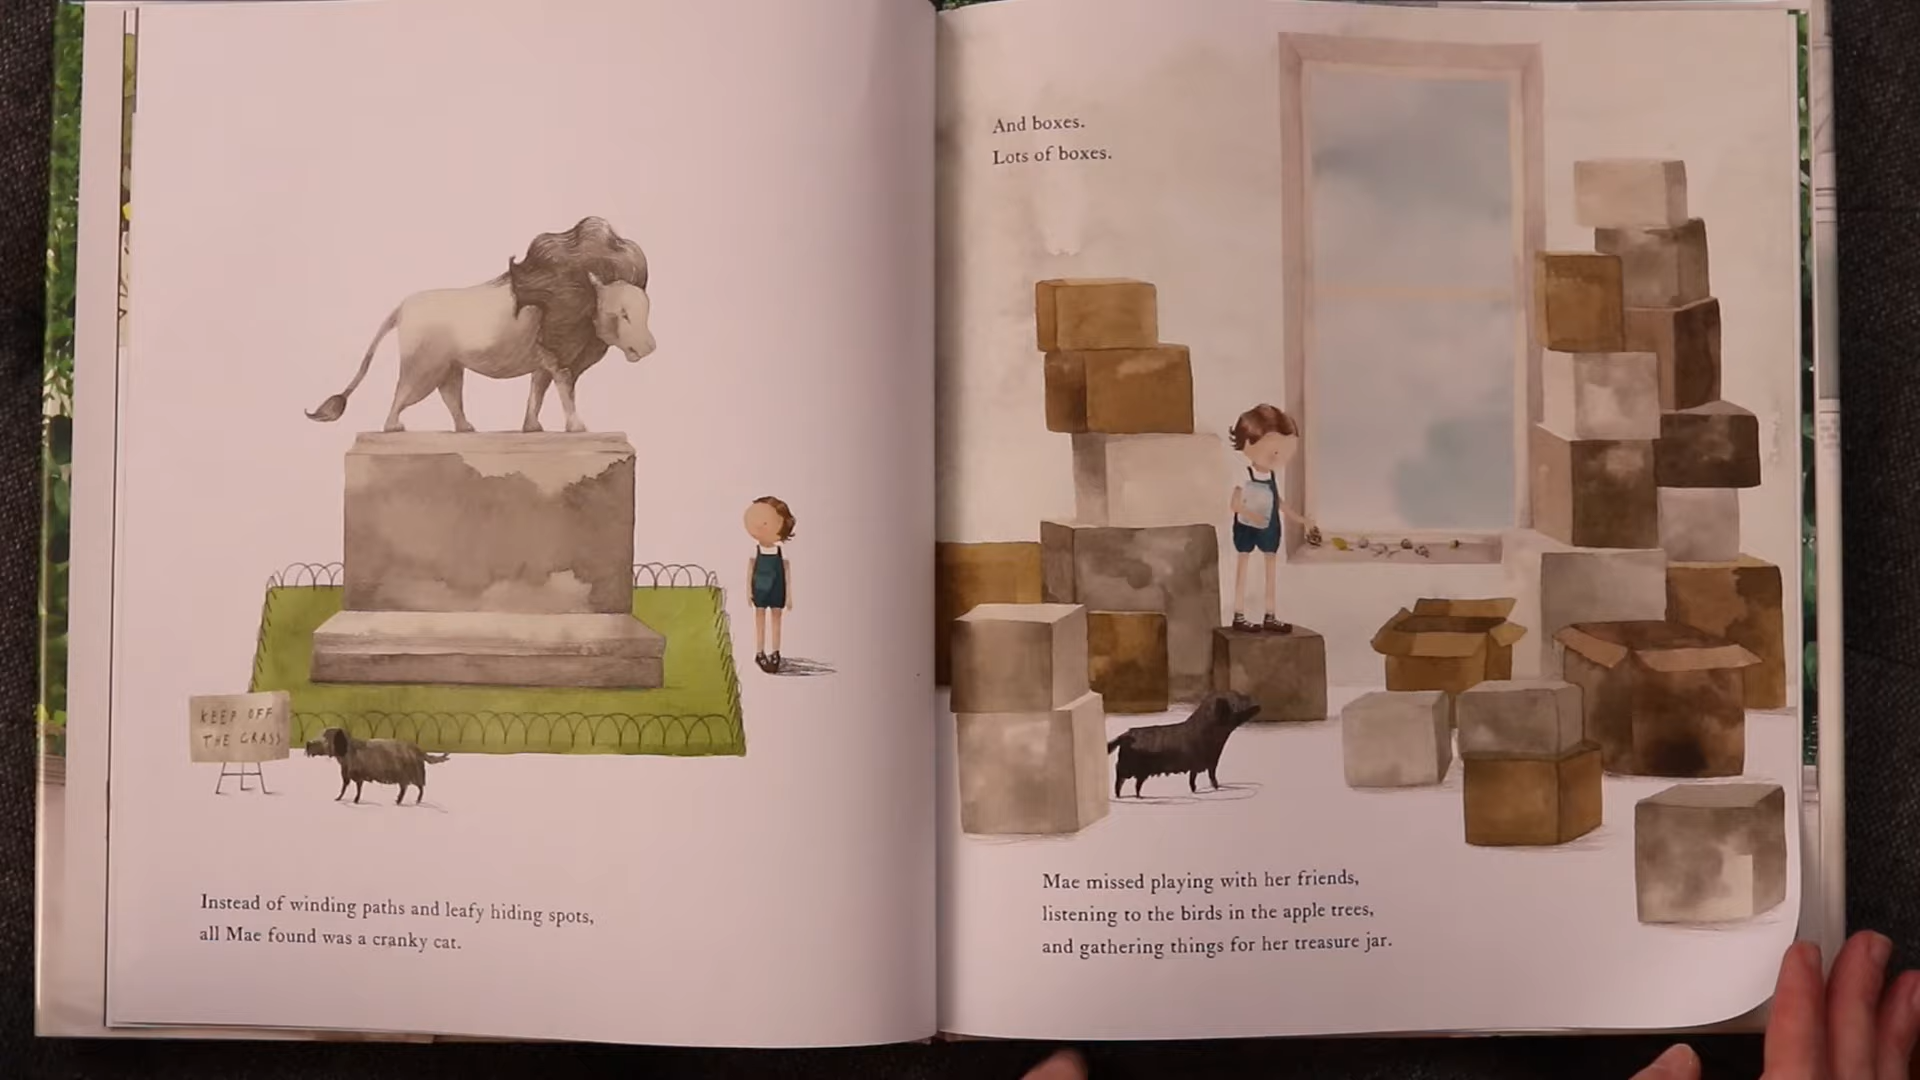 KEEP OFF
THE GRASS
Instead of winding paths and leafy hiding spots,
all Mae found was a cranky cat.
And boxes.
Lots of boxes.
Mae missed playing with her friends,
listening to the birds in the apple trees,
and gathering things for her treasure jar.